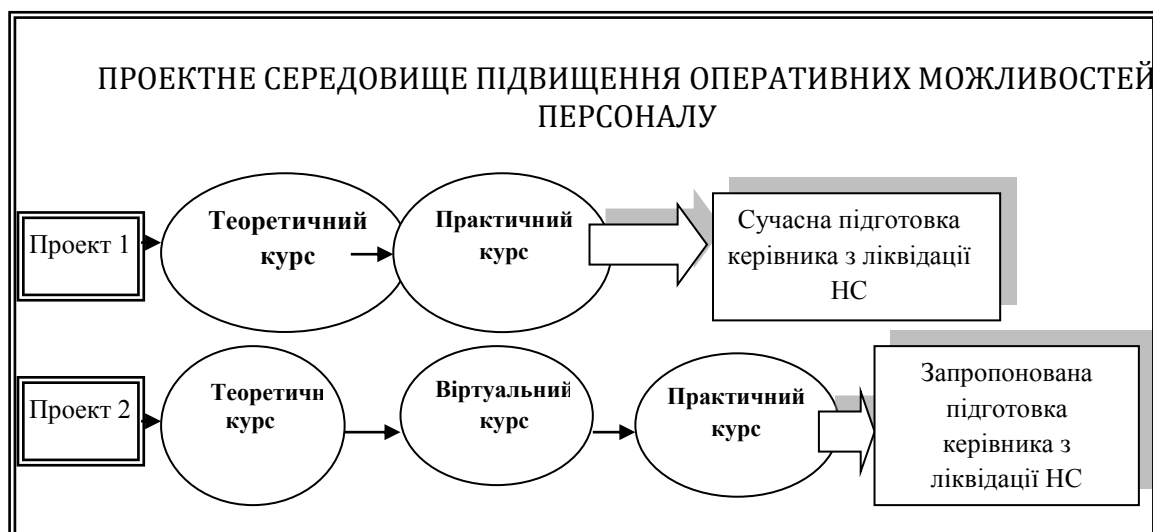 ПРОЕКТНЕ СЕРЕДОВИЩЕ ПІДВИЩЕННЯ ОПЕРАТИВНИХ МОЖЛИВОСТЕЙ
ПЕРСОНАЛУ
Проект 1
Теоретичний
курс
Практичний
курс
Сучасна підготовка
керівника з ліквідації
НС
Проект 2
Теоретичн
курс
Віртуальний
курс
Практичний
курс
Запропонована
підготовка
керівника з
ліквідації НС